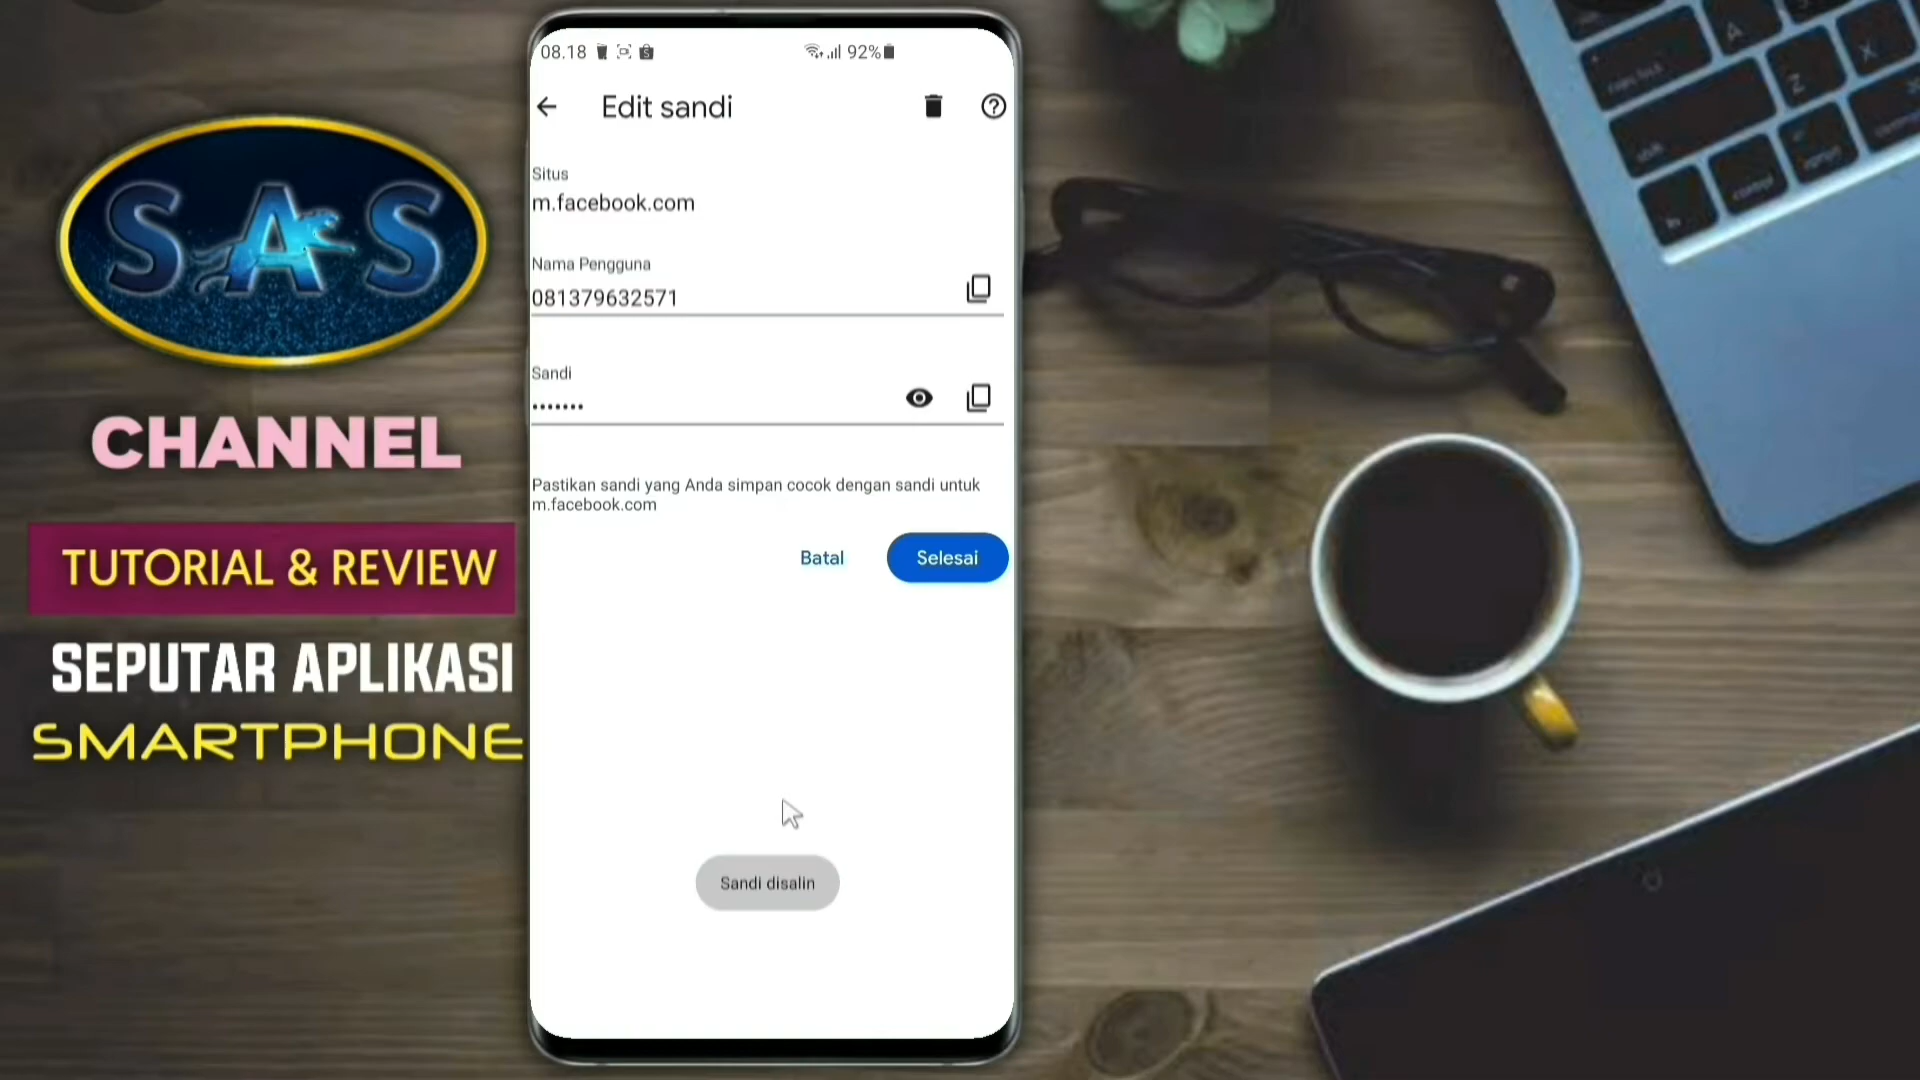 SAS
CHANNEL
TUTORIAL & REVIEW
SEPUTAR APLIKASI
SMARTPHONE
08.18
92%
Edit sandi
Situs
m.facebook.com
Nama Pengguna
081379632571
Sandi
•••••••
Pastikan sandi yang Anda simpan cocok dengan sandi untuk
m.facebook.com
Batal
Selesai
Sandi disalin
A
Z
X